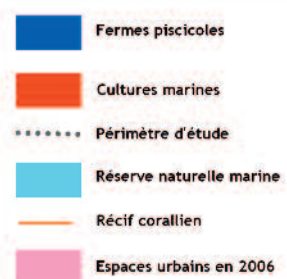 Fermes piscicoles
Cultures marines
Périmètre d'étude
Réserve naturelle marine
Récif corallien
Espaces urbains en 2006